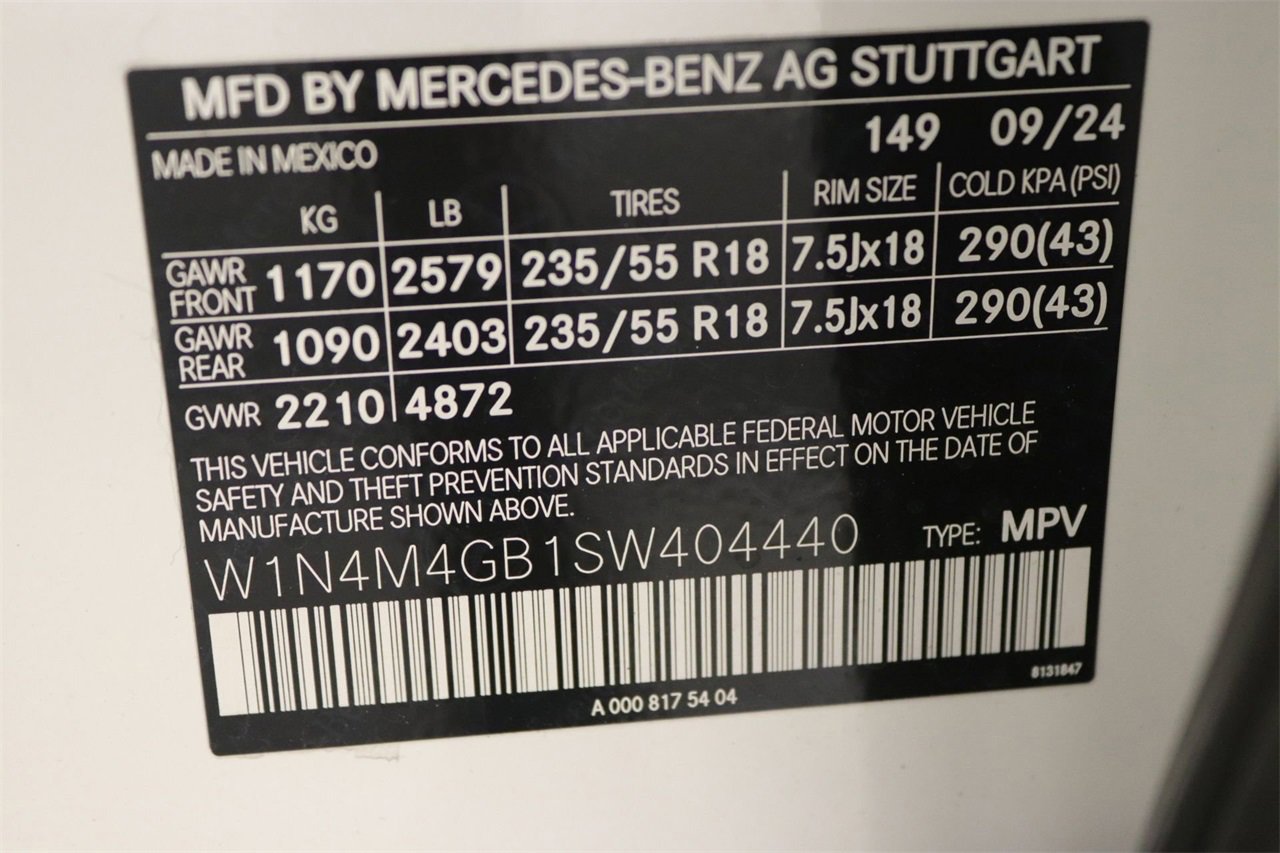 MFD BY MERCEDES-BENZ AG STUTTGART
149 09/24
MADE IN MEXICO
KG LB TIRES RIM SIZE COLD KPA (PSI)
GAWR FRONT 1170 2579 235/55 R18 7.5Jx18 290(43)
GAWR REAR 1090 2403 235/55 R18 7.5Jx18 290(43)
GVWR 2210 4872
THIS VEHICLE CONFORMS TO ALL APPLICABLE FEDERAL MOTOR VEHICLE
SAFETY AND THEFT PREVENTION STANDARDS IN EFFECT ON THE DATE OF
MANUFACTURE SHOWN ABOVE.
W1N4M4GB1SW404440 TYPE: MPV
A 000 817 54 04
8131847